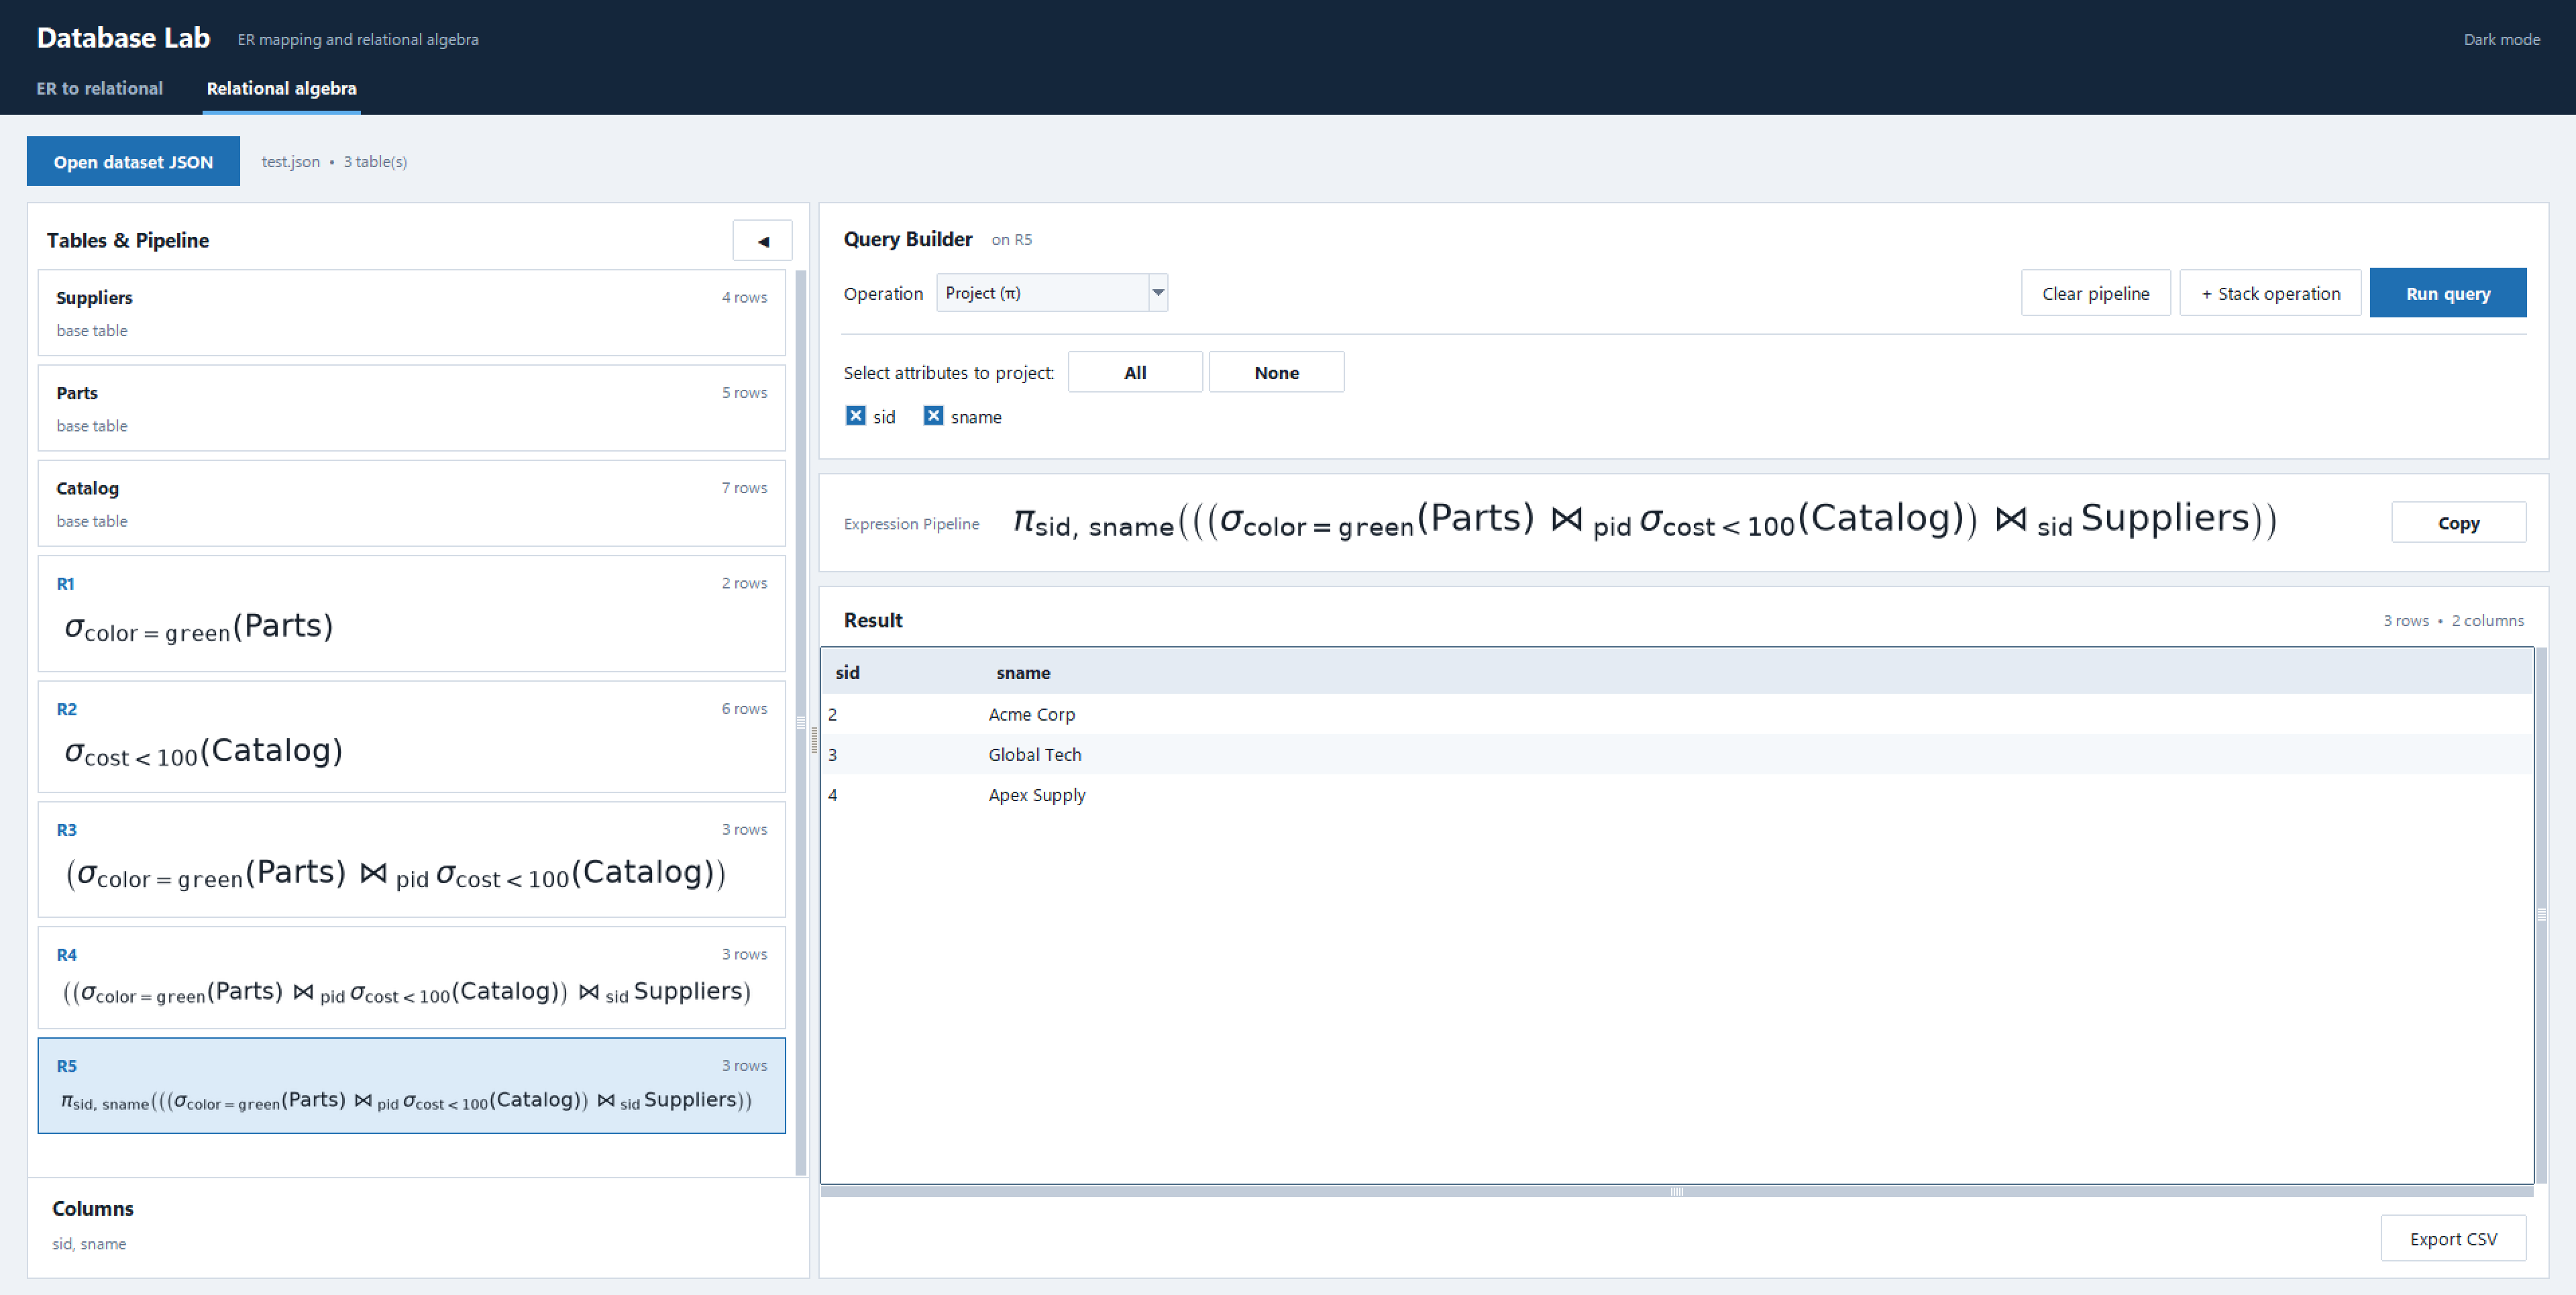 Database Lab ER mapping and relational algebra Dark mode
ER to relational Relational algebra
Open dataset JSON test.json • 3 table(s)
Tables & Pipeline ◀
Suppliers 4 rows
base table
Parts 5 rows
base table
Catalog 7 rows
base table
R1 2 rows
σcolor = green(Parts)
R2 6 rows
σcost < 100(Catalog)
R3 3 rows
(σcolor = green(Parts) ⋈ pid σcost < 100(Catalog))
R4 3 rows
((σcolor = green(Parts) ⋈ pid σcost < 100(Catalog)) ⋈ sid Suppliers)
R5 3 rows
πsid, sname(((σcolor = green(Parts) ⋈ pid σcost < 100(Catalog)) ⋈ sid Suppliers))
Columns
sid, sname
Query Builder on R5
Operation Project (π) Clear pipeline + Stack operation Run query
Select attributes to project: All None
sid sname
Expression Pipeline πsid, sname(((σcolor = green(Parts) ⋈ pid σcost < 100(Catalog)) ⋈ sid Suppliers)) Copy
Result 3 rows • 2 columns
sid sname
2 Acme Corp
3 Global Tech
4 Apex Supply
Export CSV